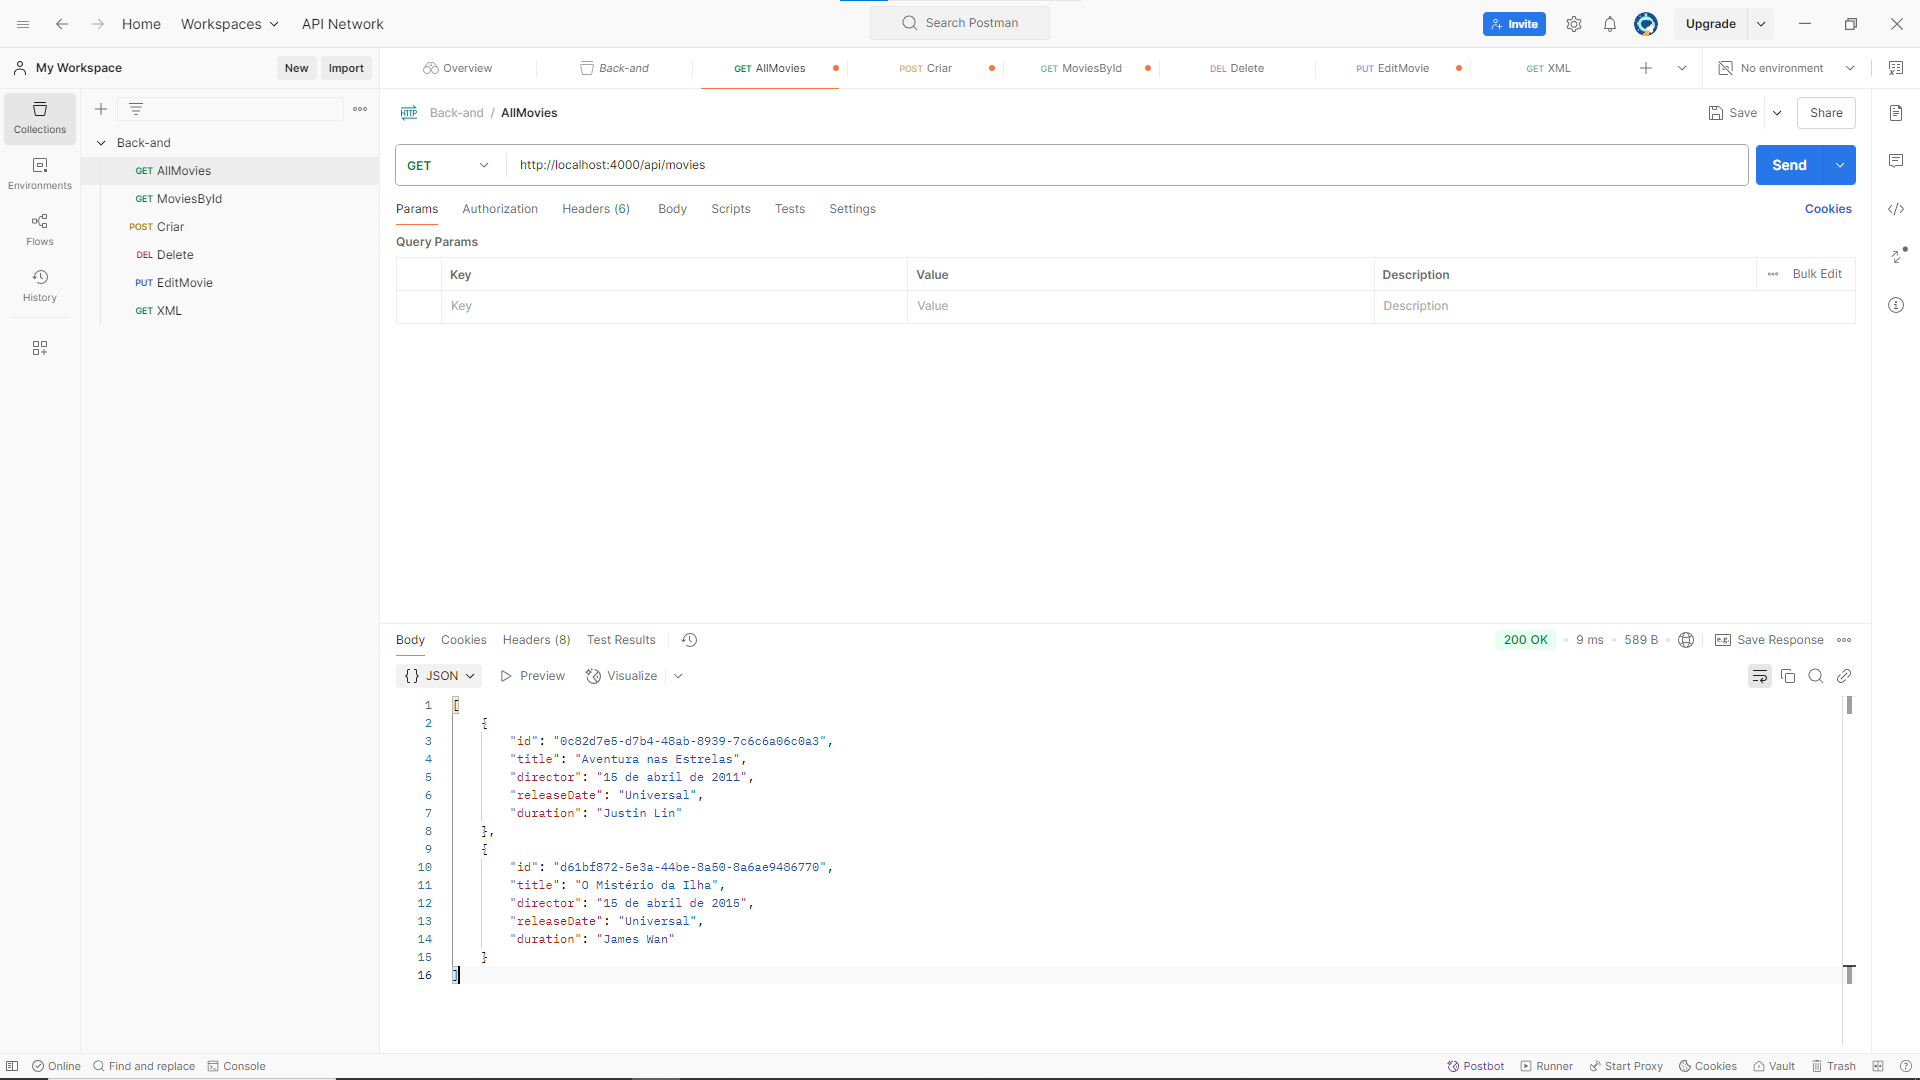 Home
Workspaces
API Network
Search Postman
Invite
Upgrade
My Workspace
New
Import
Overview
Back-and
GET AllMovies
POST Criar
GET MoviesById
DEL Delete
PUT EditMovie
GET XML
No environment
Collections
Environments
Flows
History
Back-and
GET AllMovies
GET MoviesById
POST Criar
DEL Delete
PUT EditMovie
GET XML
HTTP Back-and / AllMovies
Save
Share
GET
http://localhost:4000/api/movies
Send
Params
Authorization
Headers (6)
Body
Scripts
Tests
Settings
Cookies
Query Params
Key
Value
Description
Bulk Edit
Key
Value
Description
Body
Cookies
Headers (8)
Test Results
200 OK
9 ms
589 B
e.g. Save Response
{} JSON
Preview
Visualize
1 [
2 {
3 "id": "0c82d7e5-d7b4-48ab-8939-7c6c6a06c0a3",
4 "title": "Aventura nas Estrelas",
5 "director": "15 de abril de 2011",
6 "releaseDate": "Universal",
7 "duration": "Justin Lin"
8 },
9 {
10 "id": "d61bf872-5e3a-44be-8a50-8a6ae9486770",
11 "title": "O Mistério da Ilha",
12 "director": "15 de abril de 2015",
13 "releaseDate": "Universal",
14 "duration": "James Wan"
15 }
16 ]
Online
Find and replace
Console
Postbot
Runner
Start Proxy
Cookies
Vault
Trash